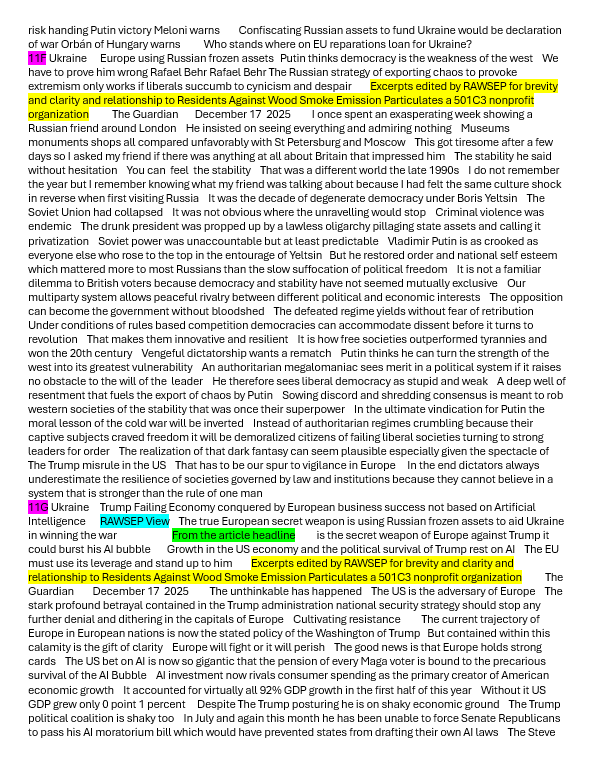 risk handing Putin victory Meloni warns Confiscating Russian assets to fund Ukraine would be declaration
of war Orbán of Hungary warns Who stands where on EU reparations loan for Ukraine?
11F Ukraine Europe using Russian frozen assets Putin thinks democracy is the weakness of the west We
have to prove him wrong Rafael Behr Rafael Behr The Russian strategy of exporting chaos to provoke
extremism only works if liberals succumb to cynicism and despair Excerpts edited by RAWSEP for brevity
and clarity and relationship to Residents Against Wood Smoke Emission Particulates a 501C3 nonprofit
organization The Guardian December 17 2025 I once spent an exasperating week showing a
Russian friend around London He insisted on seeing everything and admiring nothing Museums
monuments shops all compared unfavorably with St Petersburg and Moscow This got tiresome after a few
days so I asked my friend if there was anything at all about Britain that impressed him The stability he said
without hesitation You can feel the stability That was a different world the late 1990s I do not remember
the year but I remember knowing what my friend was talking about because I had felt the same culture shock
in reverse when first visiting Russia It was the decade of degenerate democracy under Boris Yeltsin The
Soviet Union had collapsed It was not obvious where the unravelling would stop Criminal violence was
endemic The drunk president was propped up by a lawless oligarchy pillaging state assets and calling it
privatization Soviet power was unaccountable but at least predictable Vladimir Putin is as crooked as
everyone else who rose to the top in the entourage of Yeltsin But he restored order and national self esteem
which mattered more to most Russians than the slow suffocation of political freedom It is not a familiar
dilemma to British voters because democracy and stability have not seemed mutually exclusive Our
multiparty system allows peaceful rivalry between different political and economic interests The opposition
can become the government without bloodshed The defeated regime yields without fear of retribution
Under conditions of rules based competition democracies can accommodate dissent before it turns to
revolution That makes them innovative and resilient It is how free societies outperformed tyrannies and
won the 20th century Vengeful dictatorship wants a rematch Putin thinks he can turn the strength of the
west into its greatest vulnerability An authoritarian megalomaniac sees merit in a political system if it raises
no obstacle to the will of the leader He therefore sees liberal democracy as stupid and weak A deep well of
resentment that fuels the export of chaos by Putin Sowing discord and shredding consensus is meant to rob
western societies of the stability that was once their superpower In the ultimate vindication for Putin the
moral lesson of the cold war will be inverted Instead of authoritarian regimes crumbling because their
captive subjects craved freedom it will be demoralized citizens of failing liberal societies turning to strong
leaders for order The realization of that dark fantasy can seem plausible especially given the spectacle of
The Trump misrule in the US That has to be our spur to vigilance in Europe In the end dictators always
underestimate the resilience of societies governed by law and institutions because they cannot believe in a
system that is stronger than the rule of one man
11G Ukraine Trump Failing Economy conquered by European business success not based on Artificial
Intelligence RAWSEP View The true European secret weapon is using Russian frozen assets to aid Ukraine
in winning the war From the article headline is the secret weapon of Europe against Trump it
could burst his AI bubble Growth in the US economy and the political survival of Trump rest on AI The EU
must use its leverage and stand up to him Excerpts edited by RAWSEP for brevity and clarity and
relationship to Residents Against Wood Smoke Emission Particulates a 501C3 nonprofit organization The
Guardian December 17 2025 The unthinkable has happened The US is the adversary of Europe The
stark profound betrayal contained in the Trump administration national security strategy should stop any
further denial and dithering in the capitals of Europe Cultivating resistance The current trajectory of
Europe in European nations is now the stated policy of the Washington of Trump But contained within this
calamity is the gift of clarity Europe will fight or it will perish The good news is that Europe holds strong
cards The US bet on AI is now so gigantic that the pension of every Maga voter is bound to the precarious
survival of the AI Bubble AI investment now rivals consumer spending as the primary creator of American
economic growth It accounted for virtually all 92% GDP growth in the first half of this year Without it US
GDP grew only 0 point 1 percent Despite The Trump posturing he is on shaky economic ground The Trump
political coalition is shaky too In July and again this month he has been unable to force Senate Republicans
to pass his AI moratorium bill which would have prevented states from drafting their own AI laws The Steve